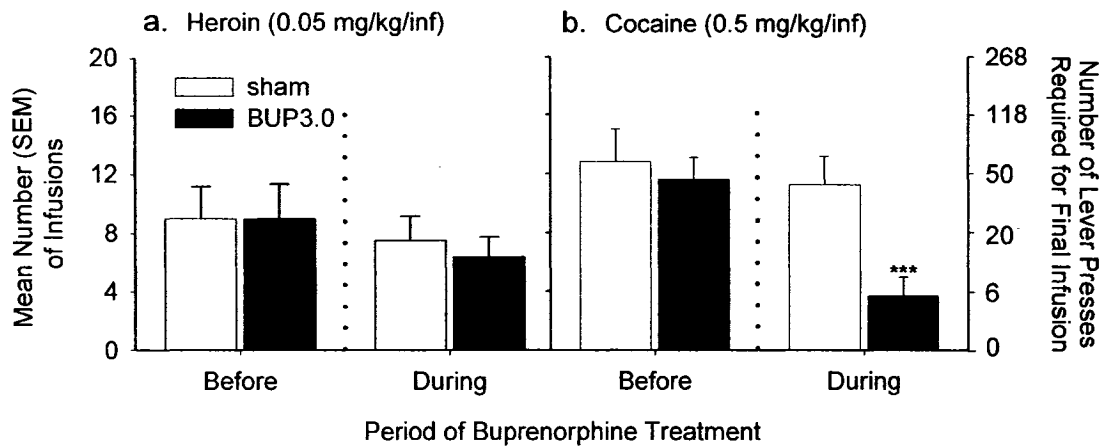 a. Heroin (0.05 mg/kg/inf)
b. Cocaine (0.5 mg/kg/inf)
Mean Number (SEM)
of Infusions
20
16
12
8
4
0
sham
BUP3.0
***
268
118
50
20
6
0
Number of Lever Presses
Required for Final Infusion
Before
During
Before
During
Period of Buprenorphine Treatment